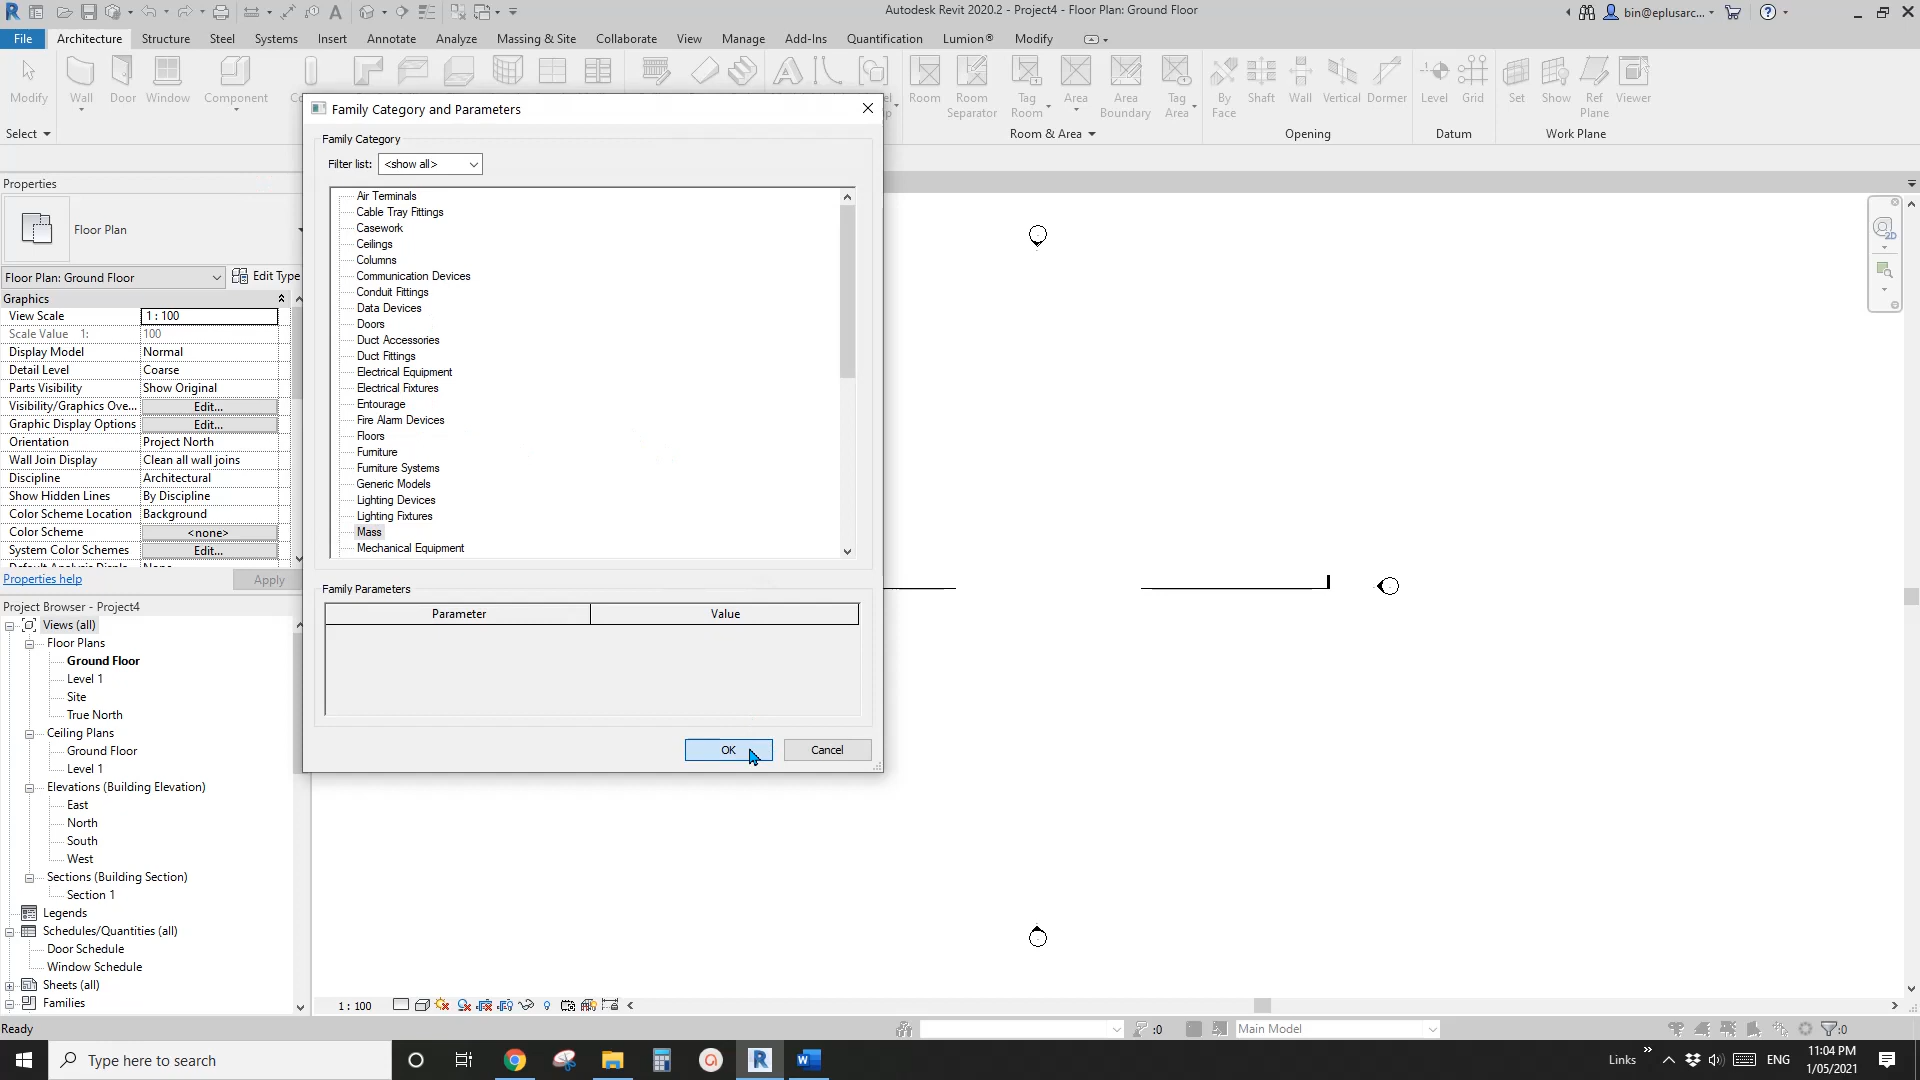 Autodesk Revit 2020.2 - Project4 - Floor Plan: Ground Floor
bin@eplusarc...
File Architecture Structure Steel Systems Insert Annotate Analyze Massing & Site Collaborate View Manage Add-Ins Quantification Lumion® Modify
Modify Wall Door Window Component Room Room Separator Tag Room Area Area Boundary Tag Area By Face Shaft Wall Vertical Dormer Level Grid Set Show Ref Plane Viewer
Select Room & Area Opening Datum Work Plane
Family Category and Parameters
Family Category
Filter list: <show all>
Air Terminals
Cable Tray Fittings
Casework
Ceilings
Columns
Communication Devices
Conduit Fittings
Data Devices
Doors
Duct Accessories
Duct Fittings
Electrical Equipment
Electrical Fixtures
Entourage
Fire Alarm Devices
Floors
Furniture
Furniture Systems
Generic Models
Lighting Devices
Lighting Fixtures
Mass
Mechanical Equipment
Family Parameters
Parameter Value
OK Cancel
Properties
Floor Plan
Floor Plan: Ground Floor Edit Type
Graphics
View Scale 1 : 100
Scale Value 1: 100
Display Model Normal
Detail Level Coarse
Parts Visibility Show Original
Visibility/Graphics Ove... Edit...
Graphic Display Options Edit...
Orientation Project North
Wall Join Display Clean all wall joins
Discipline Architectural
Show Hidden Lines By Discipline
Color Scheme Location Background
Color Scheme <none>
System Color Schemes Edit...
Properties help Apply
Project Browser - Project4
Views (all)
Floor Plans
Ground Floor
Level 1
Site
True North
Ceiling Plans
Ground Floor
Level 1
Elevations (Building Elevation)
East
North
South
West
Sections (Building Section)
Section 1
Legends
Schedules/Quantities (all)
Door Schedule
Window Schedule
Sheets (all)
Families
1 : 100
Ready :0 Main Model :0
Type here to search
Links ENG 11:04 PM
1/05/2021